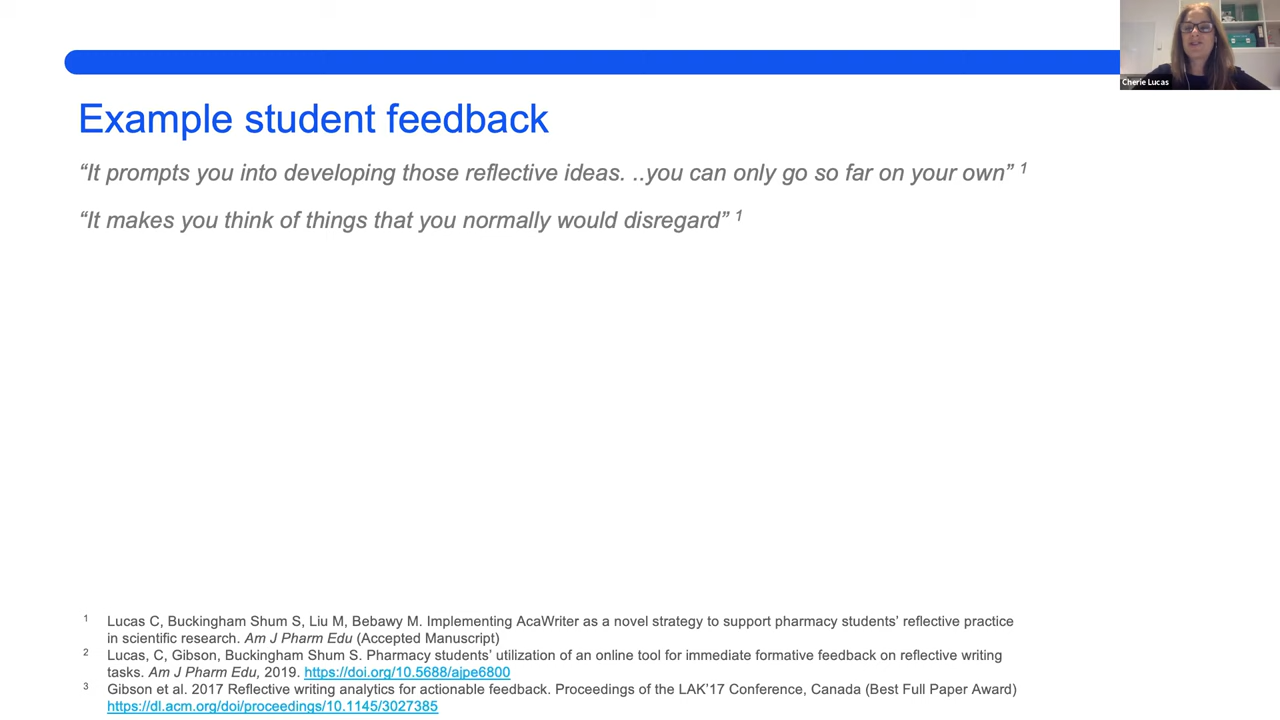 Cherie Lucas
Example student feedback
“It prompts you into developing those reflective ideas. ..you can only go so far on your own” 1
“It makes you think of things that you normally would disregard” 1
1 Lucas C, Buckingham Shum S, Liu M, Bebawy M. Implementing AcaWriter as a novel strategy to support pharmacy students’ reflective practice
in scientific research. Am J Pharm Edu (Accepted Manuscript)
2 Lucas, C, Gibson, Buckingham Shum S. Pharmacy students’ utilization of an online tool for immediate formative feedback on reflective writing
tasks. Am J Pharm Edu, 2019. https://doi.org/10.5688/ajpe6800
3 Gibson et al. 2017 Reflective writing analytics for actionable feedback. Proceedings of the LAK’17 Conference, Canada (Best Full Paper Award)
https://dl.acm.org/doi/proceedings/10.1145/3027385